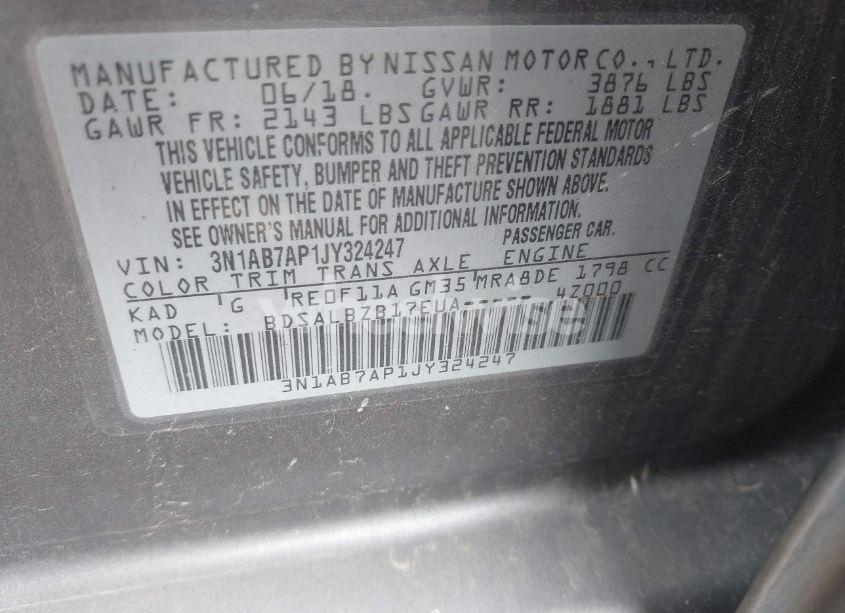 MANUFACTURED BY NISSAN MOTOR CO., LTD.
DATE: 06/18. GVWR: 3876 LBS
GAWR FR: 2143 LBS GAWR RR: 1881 LBS
THIS VEHICLE CONFORMS TO ALL APPLICABLE FEDERAL MOTOR
VEHICLE SAFETY, BUMPER AND THEFT PREVENTION STANDARDS
IN EFFECT ON THE DATE OF MANUFACTURE SHOWN ABOVE.
SEE OWNER'S MANUAL FOR ADDITIONAL INFORMATION.
VIN: 3N1AB7AP1JY324247 PASSENGER CAR.
COLOR TRIM TRANS AXLE ENGINE
KAD G RE0F11A GM35 MRA8DE 1798 CC
MODEL: BDSALBZB17EUA----- 4Z000
3N1AB7AP1JY324247